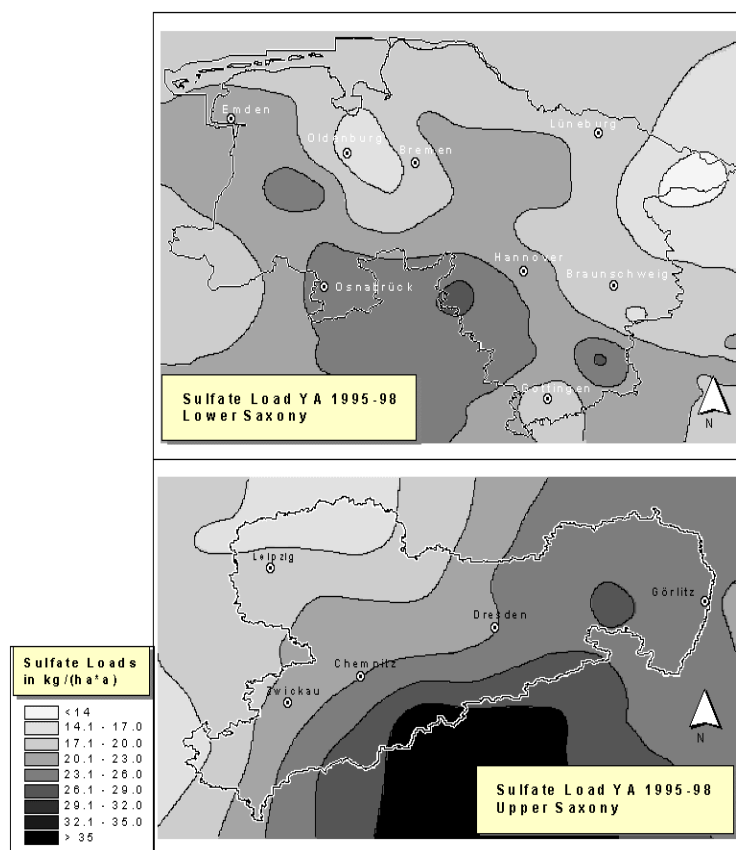 Emden
Oldenburg
Bremen
Lüneburg
Hannover
Braunschweig
Osnabrück
Göttingen
Sulfate Load YA 1995-98
Lower Saxony
N
Leipzig
Dresden
Görlitz
Chemnitz
Zwickau
Sulfate Loads
in kg/(ha*a)
<14
14.1 - 17.0
17.1 - 20.0
20.1 - 23.0
23.1 - 26.0
26.1 - 29.0
29.1 - 32.0
32.1 - 35.0
> 35
N
Sulfate Load YA 1995-98
Upper Saxony